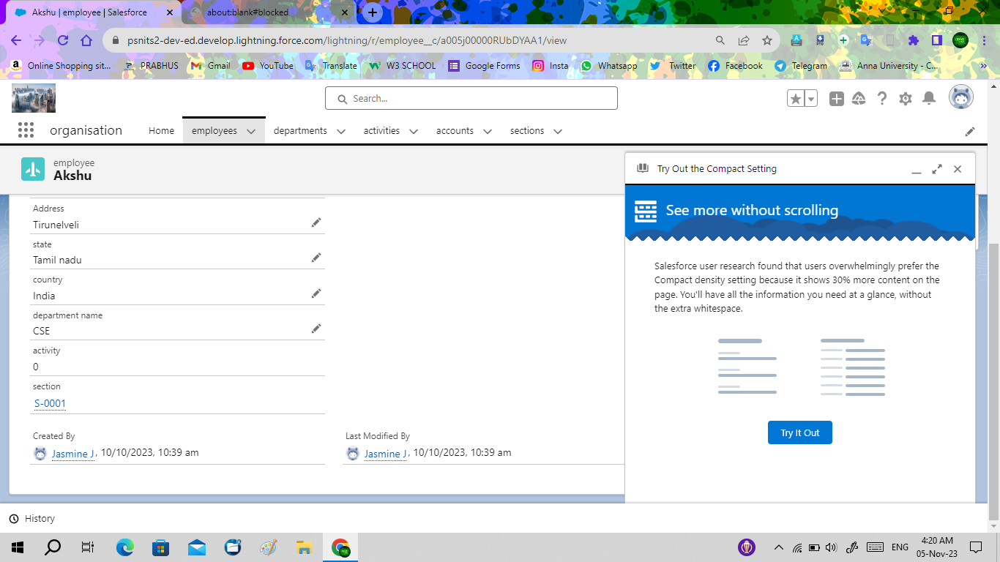 Akshu | employee | Salesforce
about:blank#blocked
psnits2-dev-ed.develop.lightning.force.com/lightning/r/employee__c/a005j00000RUbDYAA1/view
Online Shopping sit...
PRABHUS
Gmail
YouTube
Translate
W3 SCHOOL
Google Forms
Insta
Whatsapp
Twitter
Facebook
Telegram
Anna University - C...
Search...
organisation
Home
employees
departments
activities
accounts
sections
employee
Akshu
Address
Tirunelveli
state
Tamil nadu
country
India
department name
CSE
activity
0
section
S-0001
Created By
Jasmine J, 10/10/2023, 10:39 am
Last Modified By
Jasmine J, 10/10/2023, 10:39 am
Try Out the Compact Setting
See more without scrolling
Salesforce user research found that users overwhelmingly prefer the
Compact density setting because it shows 30% more content on the
page. You'll have all the information you need at a glance, without
the extra whitespace.
Try It Out
History
ENG
4:20 AM
05-Nov-23